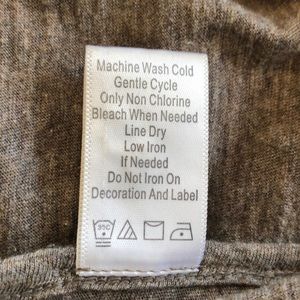 Machine Wash Cold
Gentle Cycle
Only Non Chlorine
Bleach When Needed
Line Dry
Low Iron
If Needed
Do Not Iron On
Decoration And Label